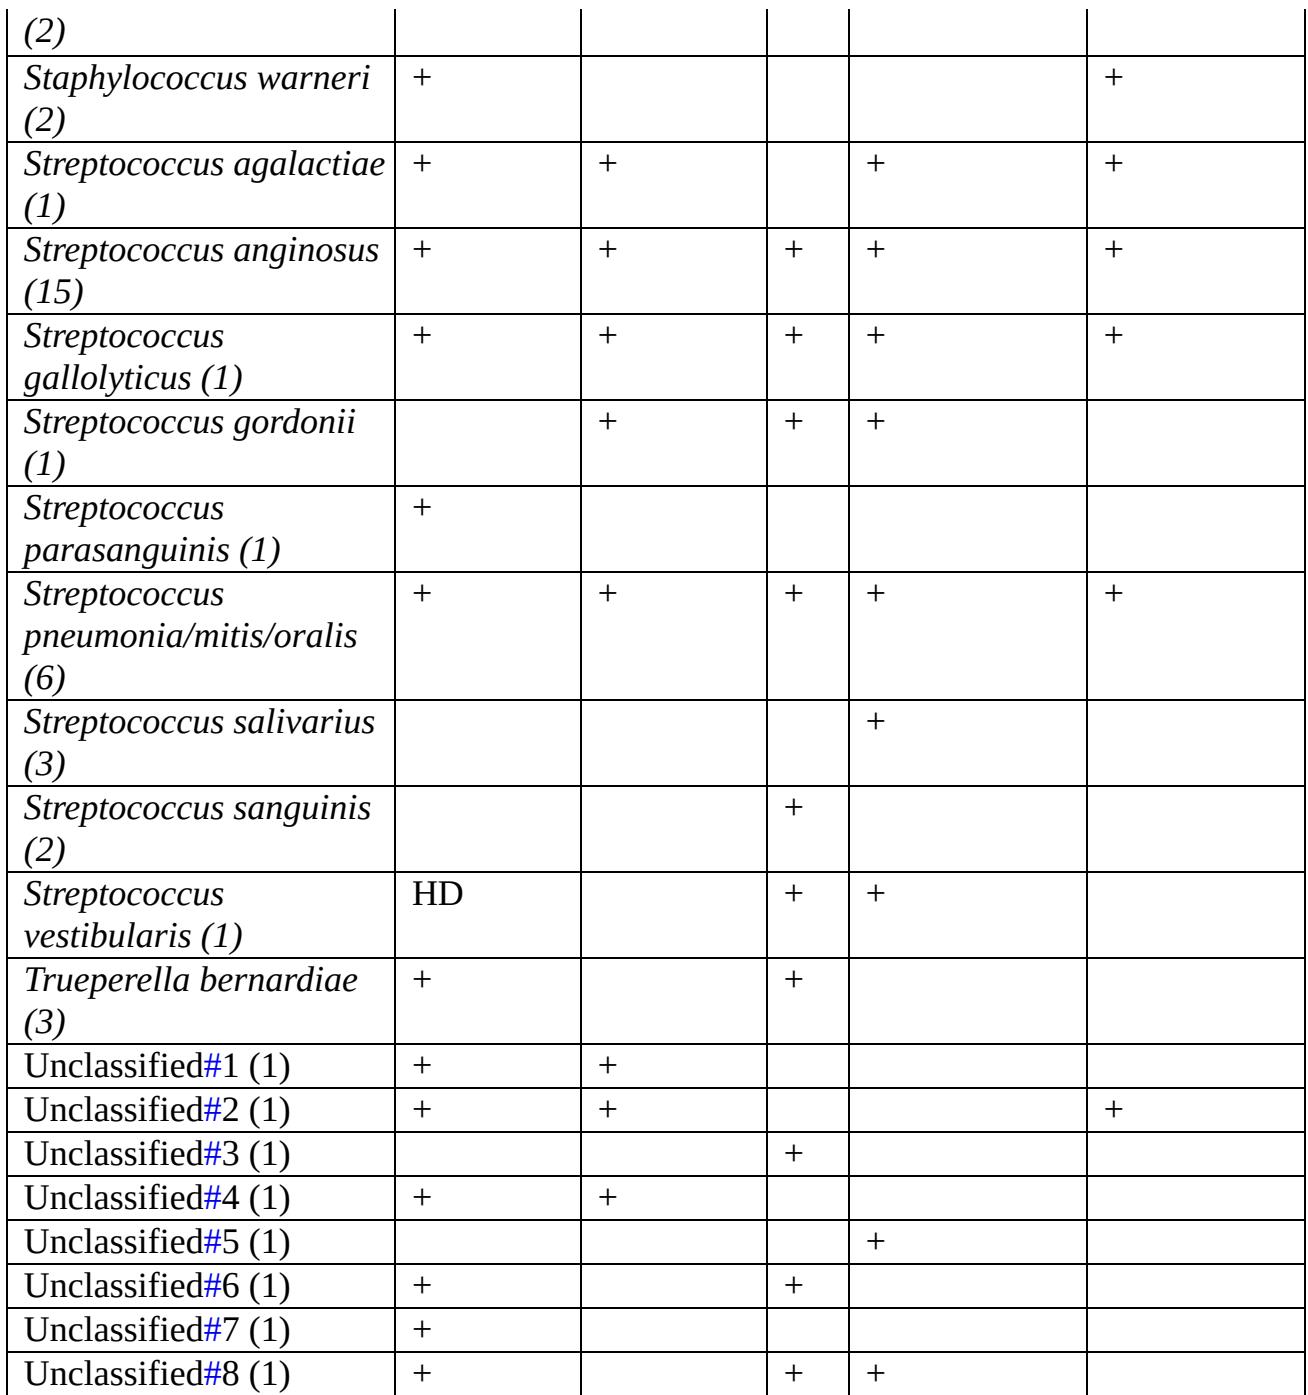 (2)
Staphylococcus warneri + +
(2)
Streptococcus agalactiae + + + +
(1)
Streptococcus anginosus + + + + +
(15)
Streptococcus + + + + +
gallolyticus (1)
Streptococcus gordonii + + +
(1)
Streptococcus +
parasanguinis (1)
Streptococcus + + + + +
pneumonia/mitis/oralis
(6)
Streptococcus salivarius +
(3)
Streptococcus sanguinis +
(2)
Streptococcus HD + +
vestibularis (1)
Trueperella bernardiae + +
(3)
Unclassified#1 (1) + +
Unclassified#2 (1) + + +
Unclassified#3 (1) +
Unclassified#4 (1) + +
Unclassified#5 (1) +
Unclassified#6 (1) + +
Unclassified#7 (1) +
Unclassified#8 (1) + + +